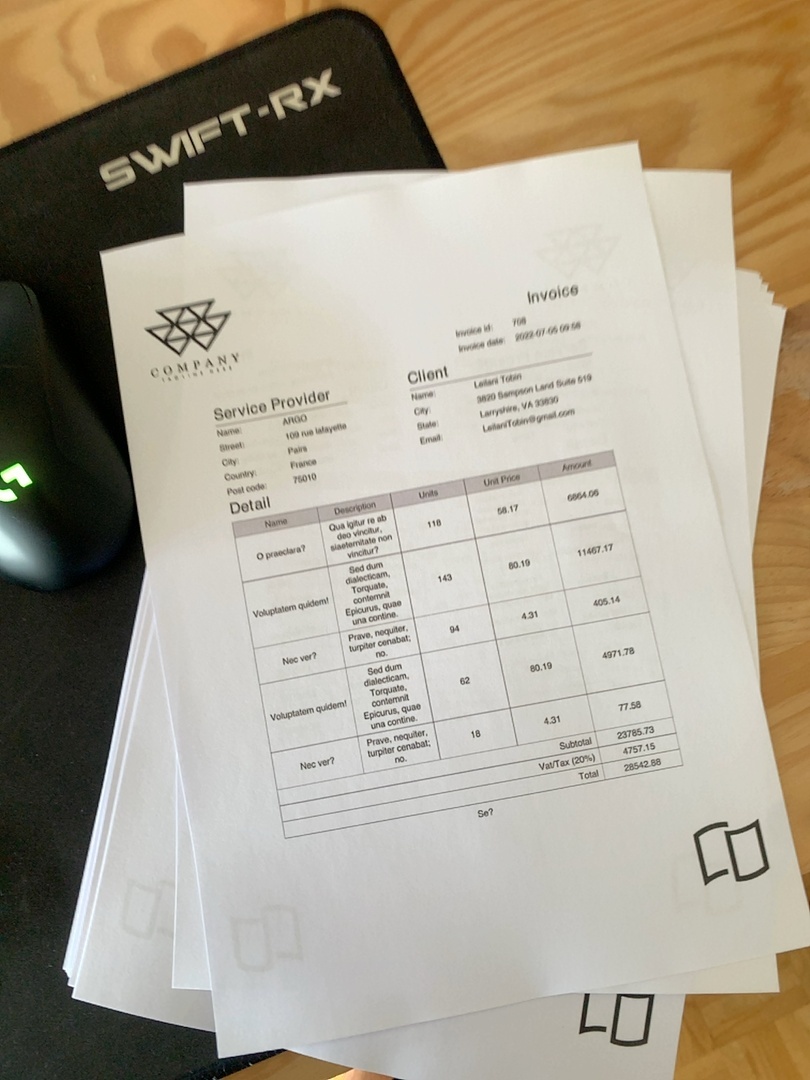 SWIFT-RX
COMPANY
Invoice
Invoice id: 708
Invoice date: 2022-07-05 09:58
Service Provider
Name: ARGO
Street: 109 rue lafayette
City: Pairs
Country: France
Post code: 75010
Client
Name: Leilani Tobin
City: 3820 Sampson Land Suite 519
State: Larryshire, VA 33830
Email: LeilaniTobin@gmail.com
Detail
Name Description Units Unit Price Amount
O praeclara? Qua igitur re ab
deo vincitur,
siaeternitate non
vincitur? 118 58.17 6864.06
Voluptatem quidem! Sed dum
dialecticam,
Torquate,
contemnit
Epicurus, quae
una contine. 143 80.19 11467.17
Nec ver? Prave, nequiter,
turpiter cenabat;
no. 94 4.31 405.14
Voluptatem quidem! Sed dum
dialecticam,
Torquate,
contemnit
Epicurus, quae
una contine. 62 80.19 4971.78
Nec ver? Prave, nequiter,
turpiter cenabat;
no. 18 4.31 77.58
Subtotal 23785.73
Vat/Tax (20%) 4757.15
Total 28542.88
Se?